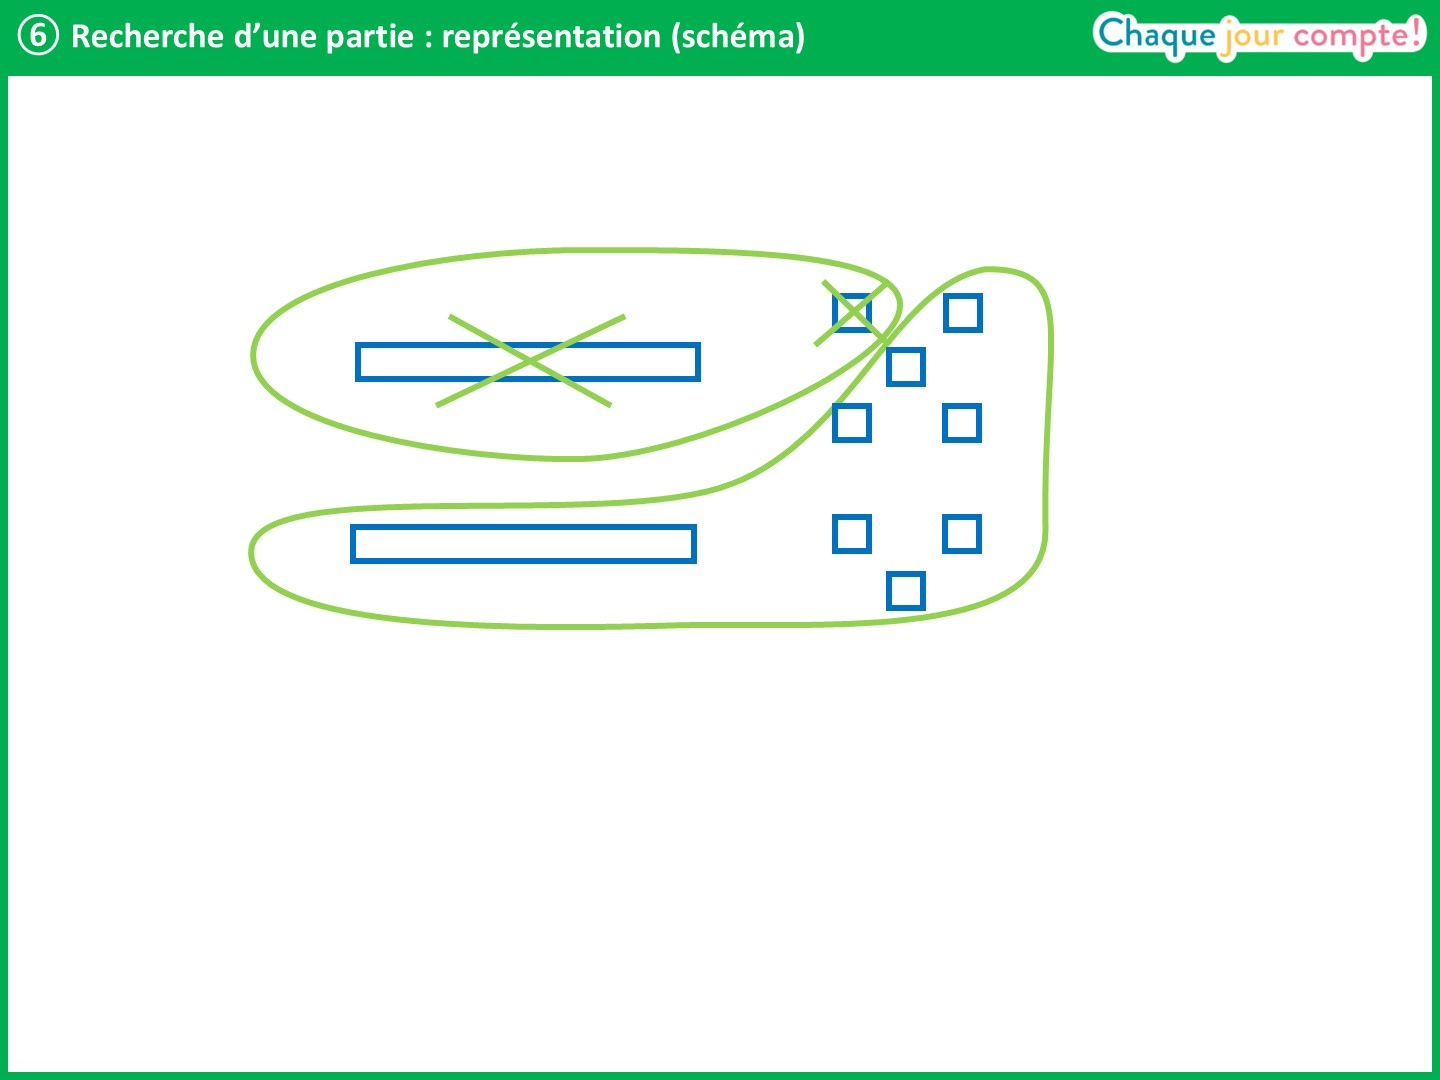 ⑥ Recherche d’une partie : représentation (schéma)
Chaque jour compte!